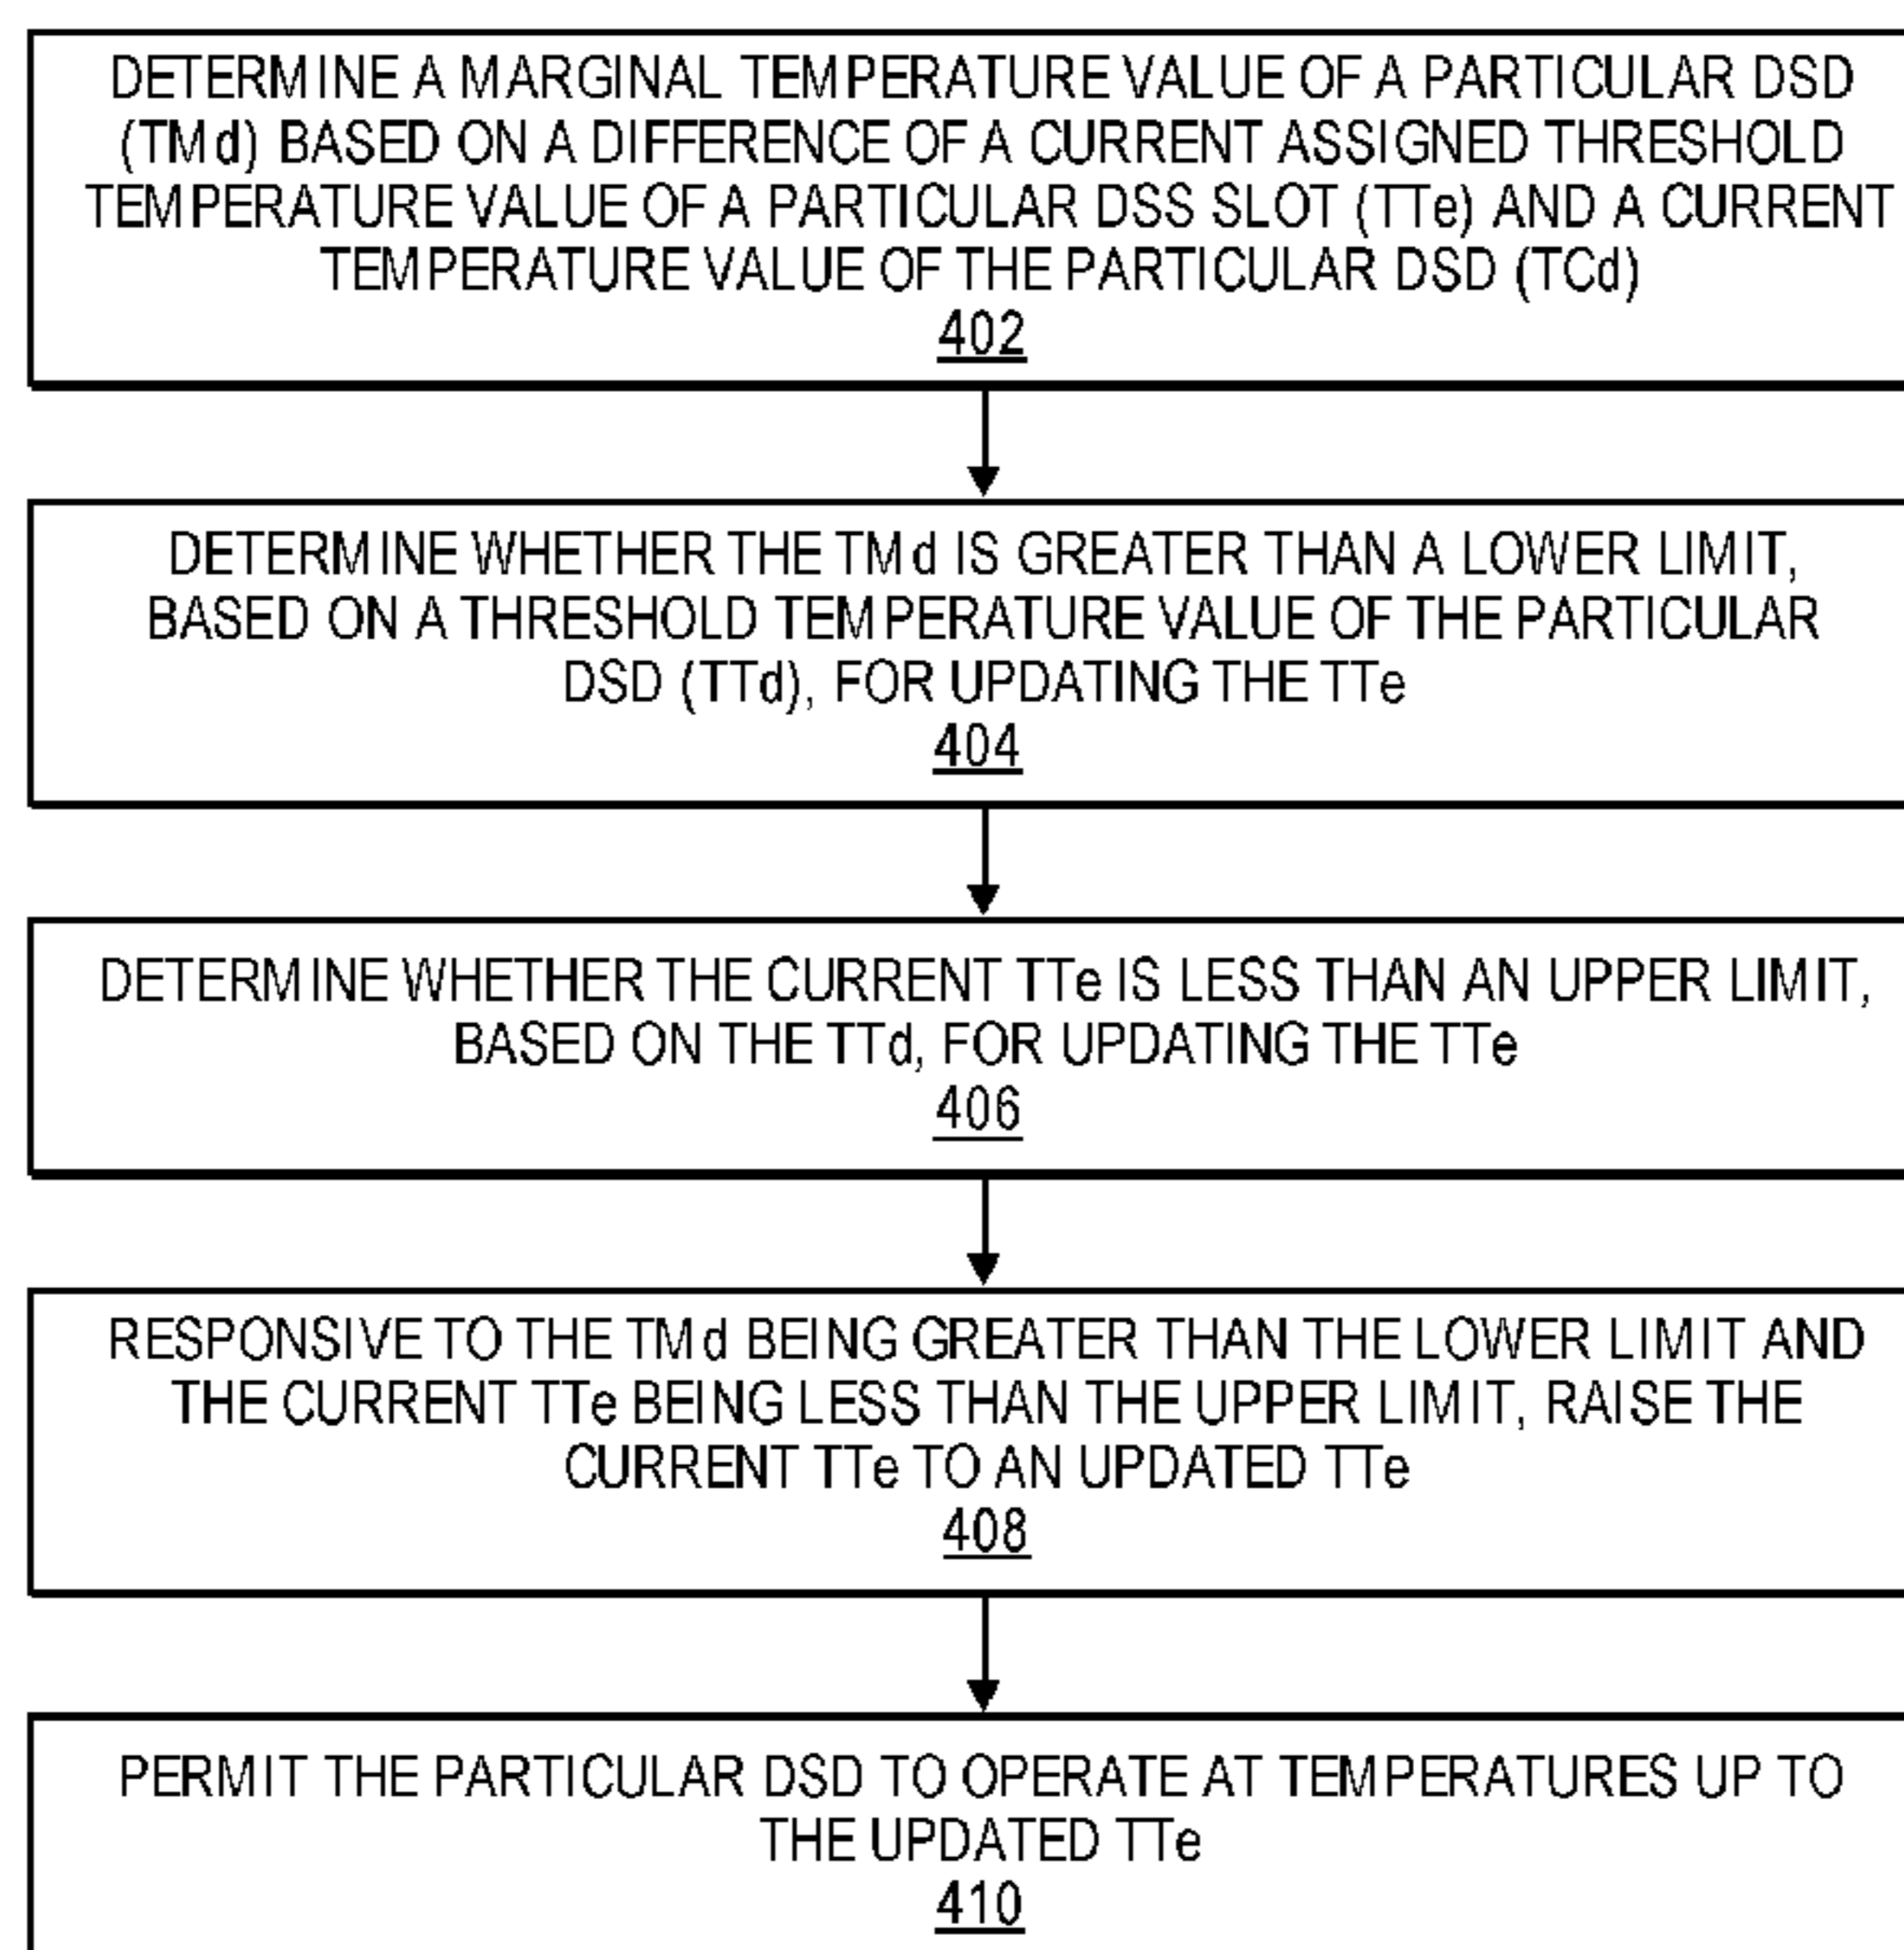 DETERMINE A MARGINAL TEMPERATURE VALUE OF A PARTICULAR DSD
(TMd) BASED ON A DIFFERENCE OF A CURRENT ASSIGNED THRESHOLD
TEMPERATURE VALUE OF A PARTICULAR DSS SLOT (TTe) AND A CURRENT
TEMPERATURE VALUE OF THE PARTICULAR DSD (TCd)
402
DETERMINE WHETHER THE TMd IS GREATER THAN A LOWER LIMIT,
BASED ON A THRESHOLD TEMPERATURE VALUE OF THE PARTICULAR
DSD (TTd), FOR UPDATING THE TTe
404
DETERMINE WHETHER THE CURRENT TTe IS LESS THAN AN UPPER LIMIT,
BASED ON THE TTd, FOR UPDATING THE TTe
406
RESPONSIVE TO THE TMd BEING GREATER THAN THE LOWER LIMIT AND
THE CURRENT TTe BEING LESS THAN THE UPPER LIMIT, RAISE THE
CURRENT TTe TO AN UPDATED TTe
408
PERMIT THE PARTICULAR DSD TO OPERATE AT TEMPERATURES UP TO
THE UPDATED TTe
410